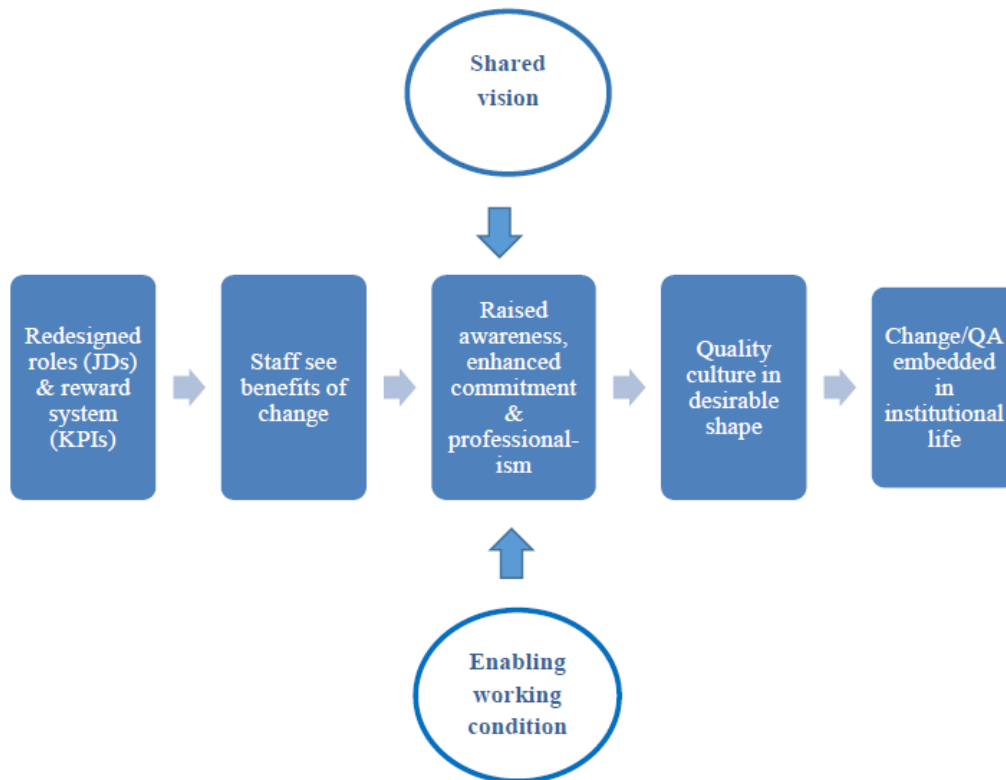 Shared
vision
Redesigned
roles (JDs)
& reward
system
(KPIs)
Staff see
benefits of
change
Raised
awareness,
enhanced
commitment
&
professional-
ism
Quality
culture in
desirable
shape
Change/QA
embedded
in
institutional
life
Enabling
working
condition